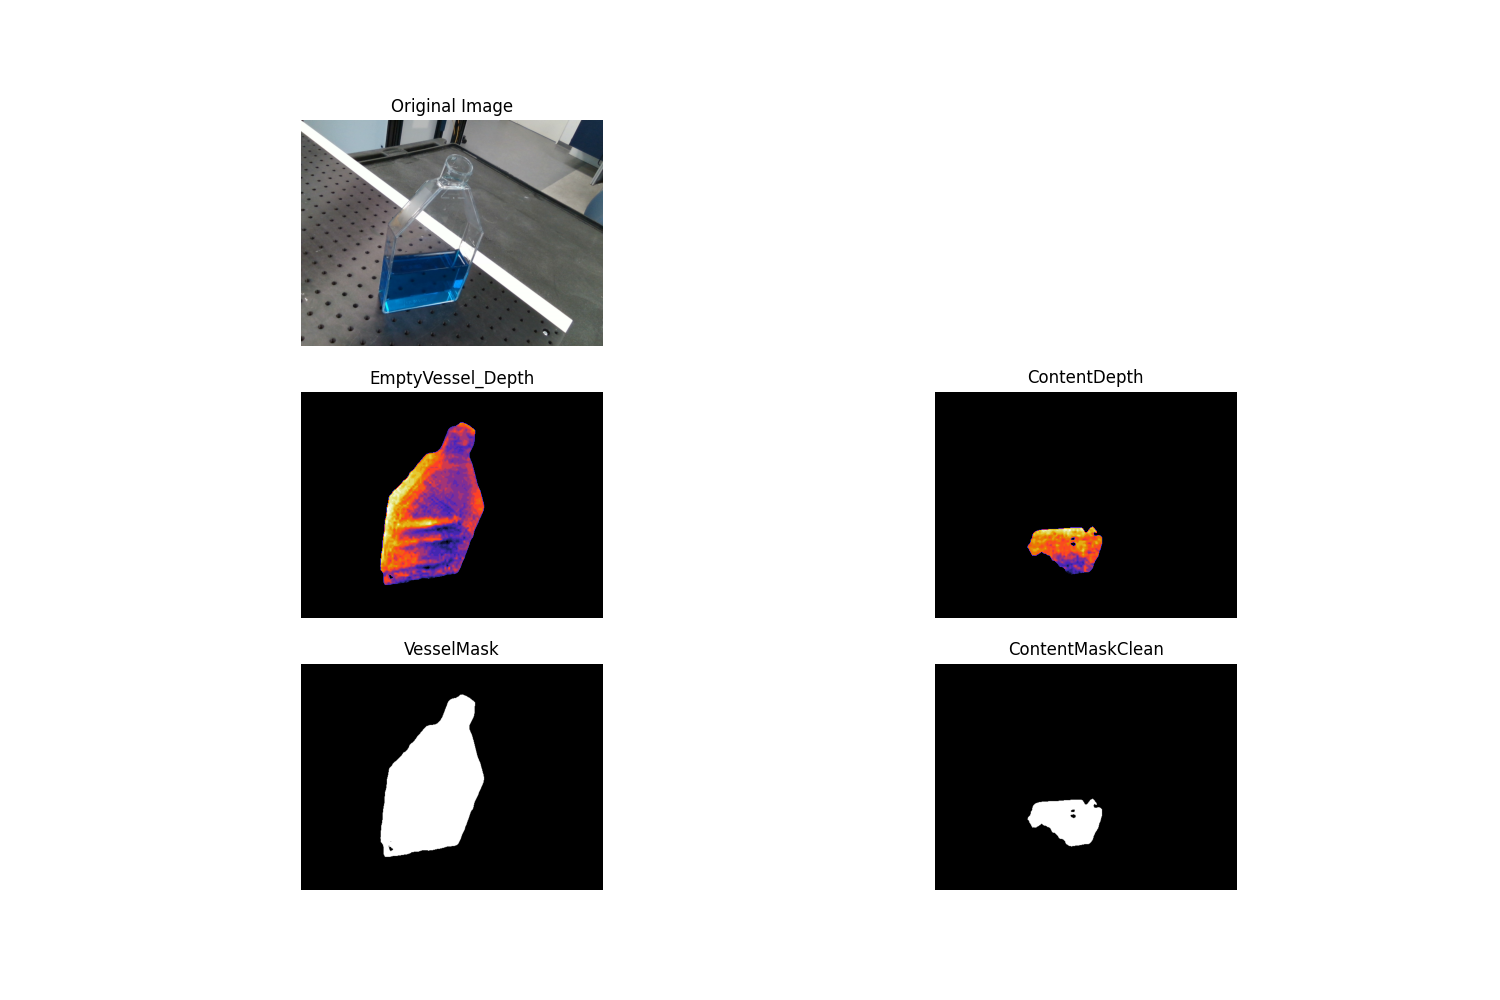 Original Image
EmptyVessel_Depth
ContentDepth
VesselMask
ContentMaskClean